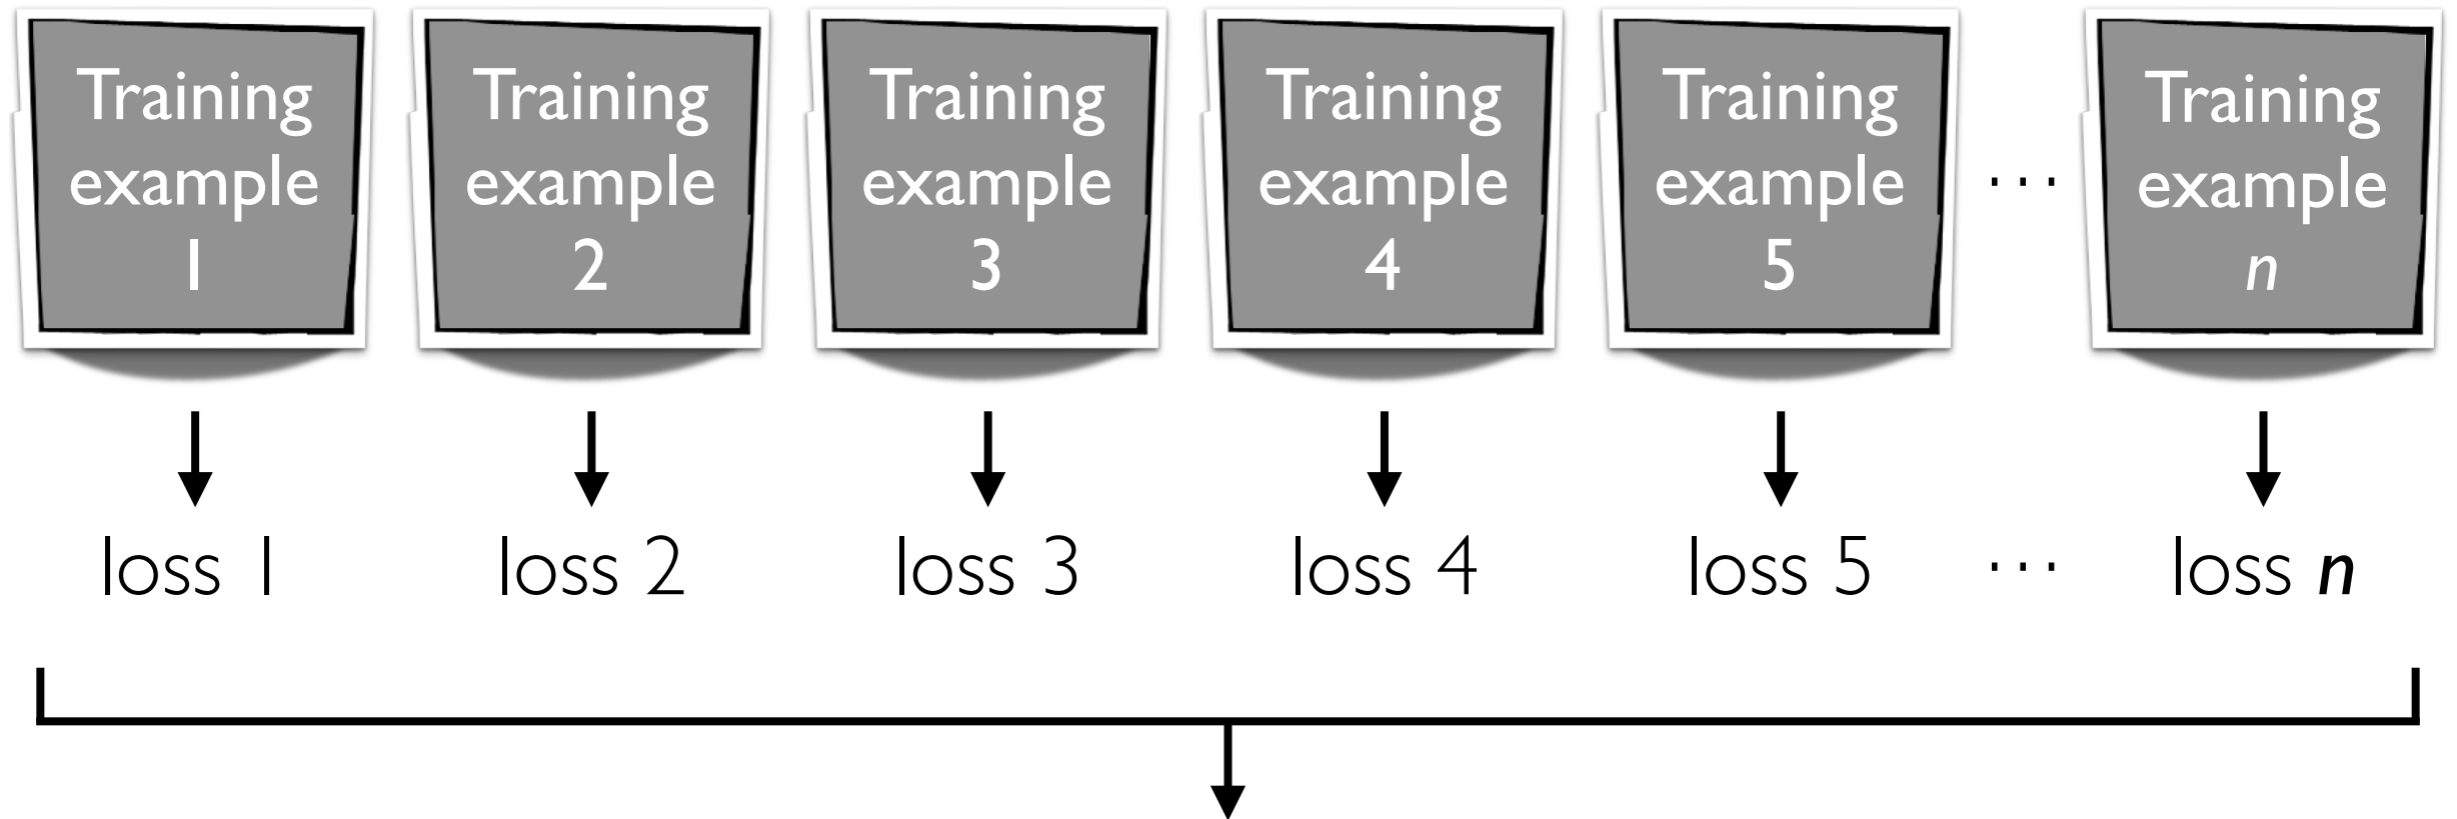 Training
example
1
Training
example
2
Training
example
3
Training
example
4
Training
example
5
...
Training
example
n
loss 1
loss 2
loss 3
loss 4
loss 5
...
loss n